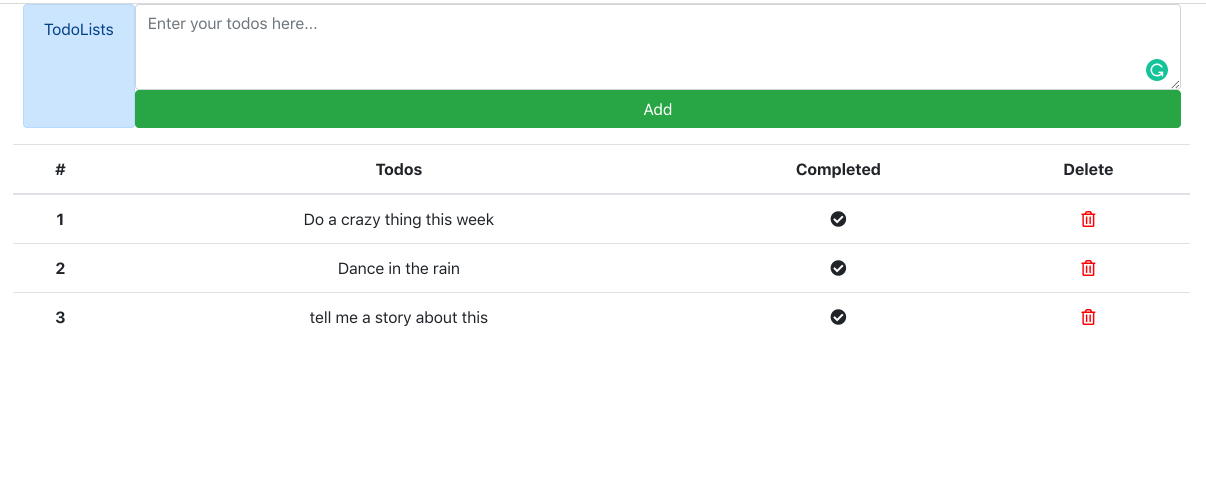 TodoLists
Enter your todos here...
Add
# Todos Completed Delete
1 Do a crazy thing this week
2 Dance in the rain
3 tell me a story about this